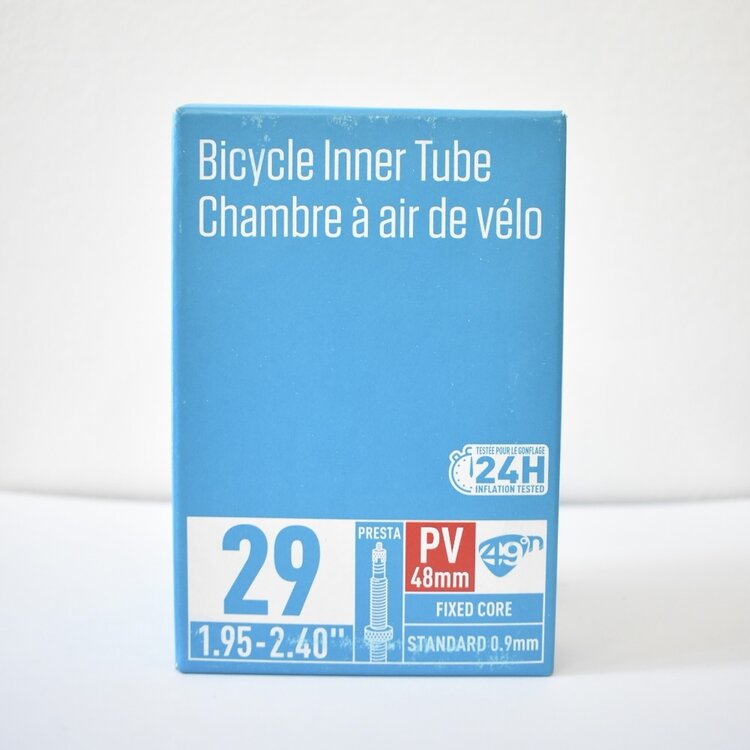 Bicycle Inner Tube
Chambre à air de vélo
TESTÉE POUR LE GONFLAGE
24H
INFLATION TESTED
29
1.95-2.40"
PRESTA
PV
48mm
49°n
FIXED CORE
STANDARD 0.9mm